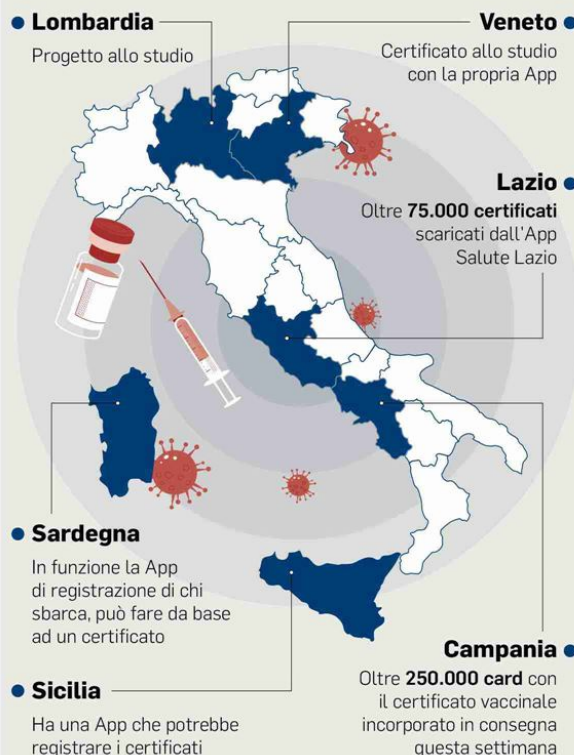 Lombardia
Progetto allo studio
Veneto
Certificato allo studio
con la propria App
Lazio
Oltre 75.000 certificati
scaricati dall'App
Salute Lazio
Sardegna
In funzione la App
di registrazione di chi
sbarca, può fare da base
ad un certificato
Sicilia
Ha una App che potrebbe
registrare i certificati
Campania
Oltre 250.000 card con
il certificato vaccinale
incorporato in consegna
questa settimana